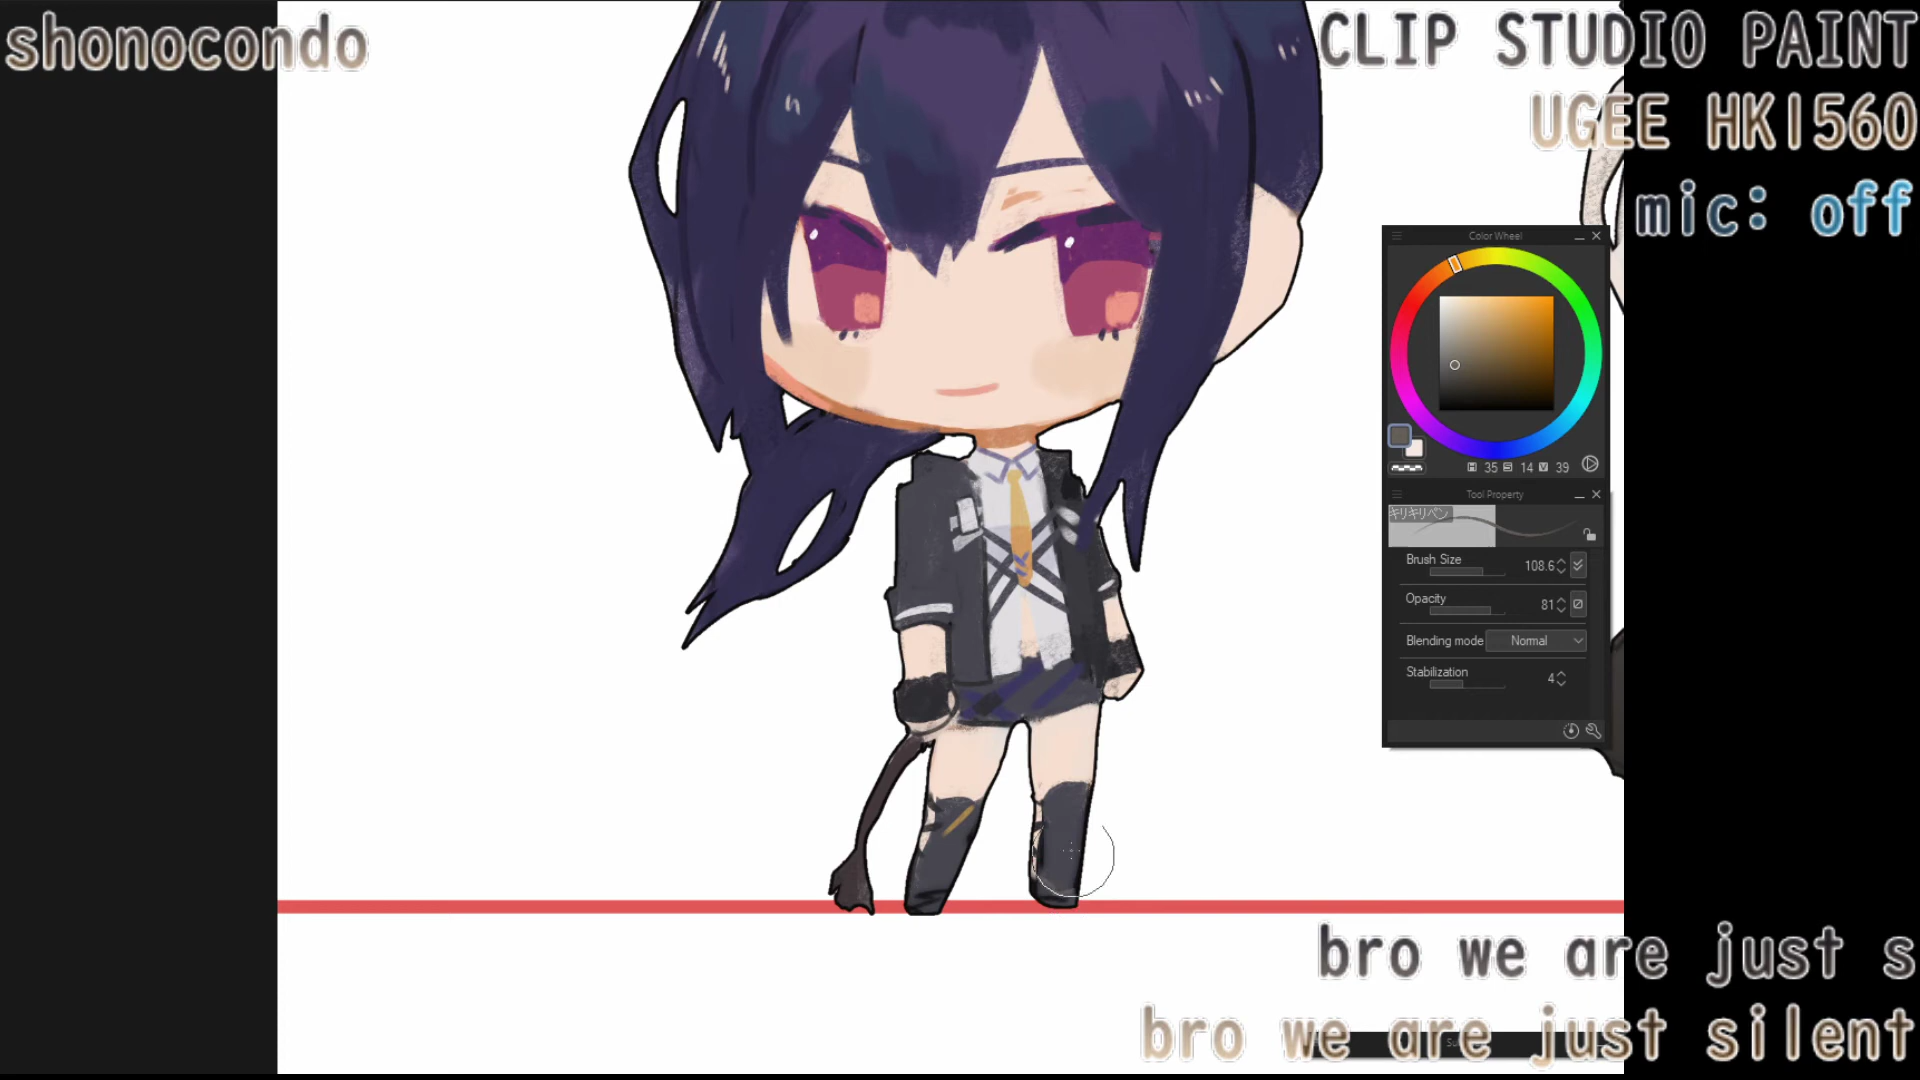 shonocondo
CLIP STUDIO PAINT
UGEE HK1560
mic: off
Color Wheel
H 35 S 14 V 39
Tool Property
キリキリペン
Brush Size 108.6
Opacity 81
Blending mode Normal
Stabilization 4
bro we are just s
bro we are just silent